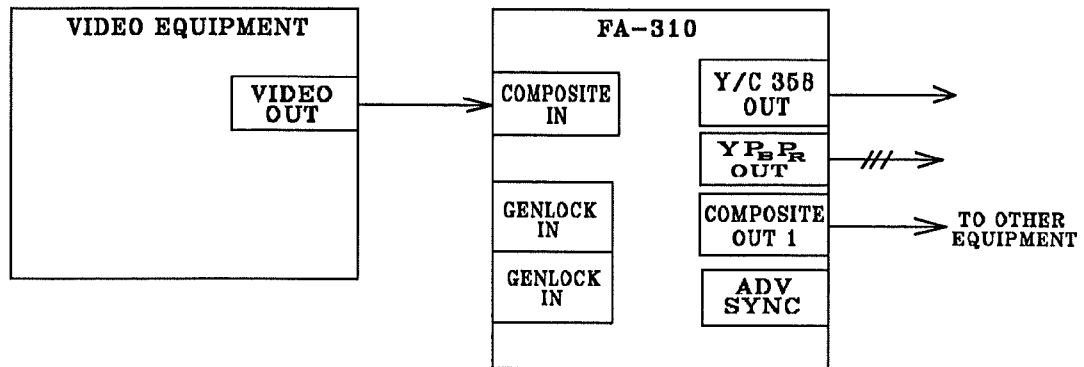 VIDEO EQUIPMENT
VIDEO
OUT
FA-310
COMPOSITE
IN
GENLOCK
IN
GENLOCK
IN
Y/C 358
OUT
YPBPR
OUT
COMPOSITE
OUT 1
ADV
SYNC
TO OTHER
EQUIPMENT